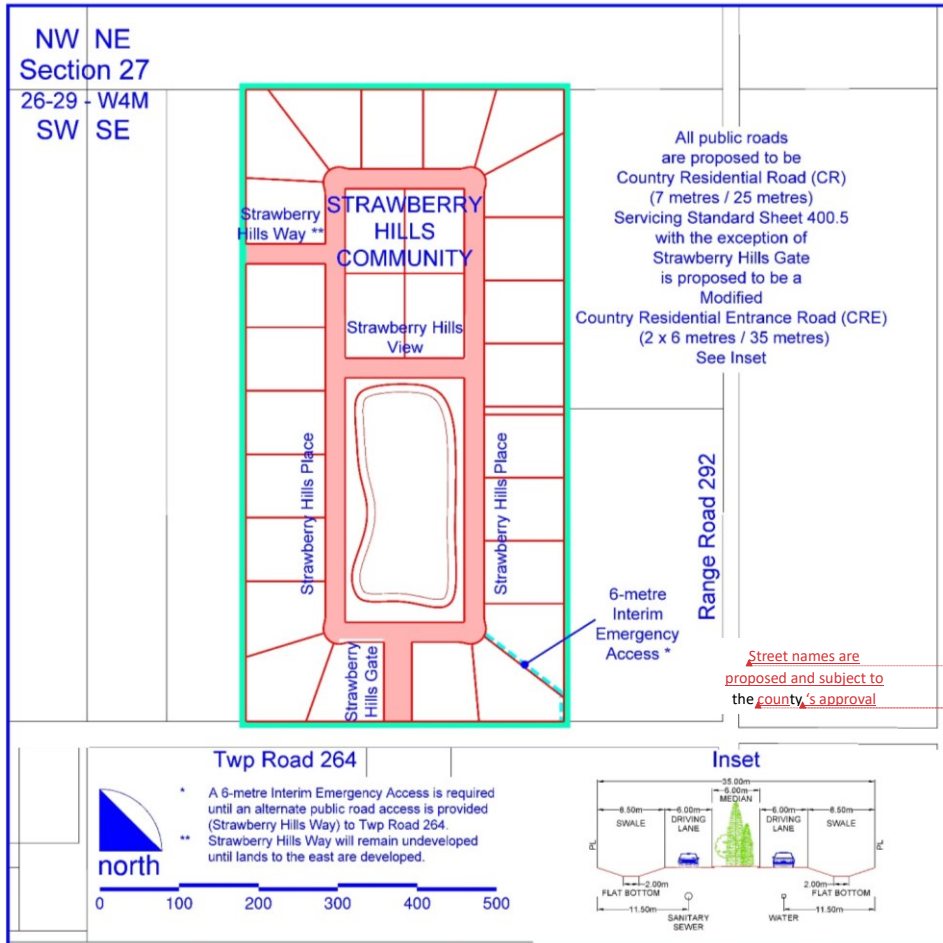 NW NE
Section 27
26-29 - W4M
SW SE
All public roads
are proposed to be
Country Residential Road (CR)
(7 metres / 25 metres)
Servicing Standard Sheet 400.5
with the exception of
Strawberry Hills Gate
is proposed to be a
Modified
Country Residential Entrance Road (CRE)
(2 x 6 metres / 35 metres)
See Inset
STRAWBERRY
HILLS
COMMUNITY
Strawberry
Hills Way **
Strawberry Hills
View
Strawberry Hills Place
Strawberry Hills Place
Range Road 292
6-metre
Interim
Emergency
Access *
Strawberry
Hills Gate
Street names are
proposed and subject to
the county 's approval
Twp Road 264
* A 6-metre Interim Emergency Access is required
until an alternate public road access is provided
(Strawberry Hills Way) to Twp Road 264.
** Strawberry Hills Way will remain undeveloped
until lands to the east are developed.
north
0 100 200 300 400 500
Inset
35.00m
6.00m
MEDIAN
8.50m 6.00m 6.00m 8.50m
SWALE DRIVING LANE DRIVING LANE SWALE
PL PL
2.00m 2.00m
FLAT BOTTOM FLAT BOTTOM
11.50m 11.50m
SANITARY SEWER WATER